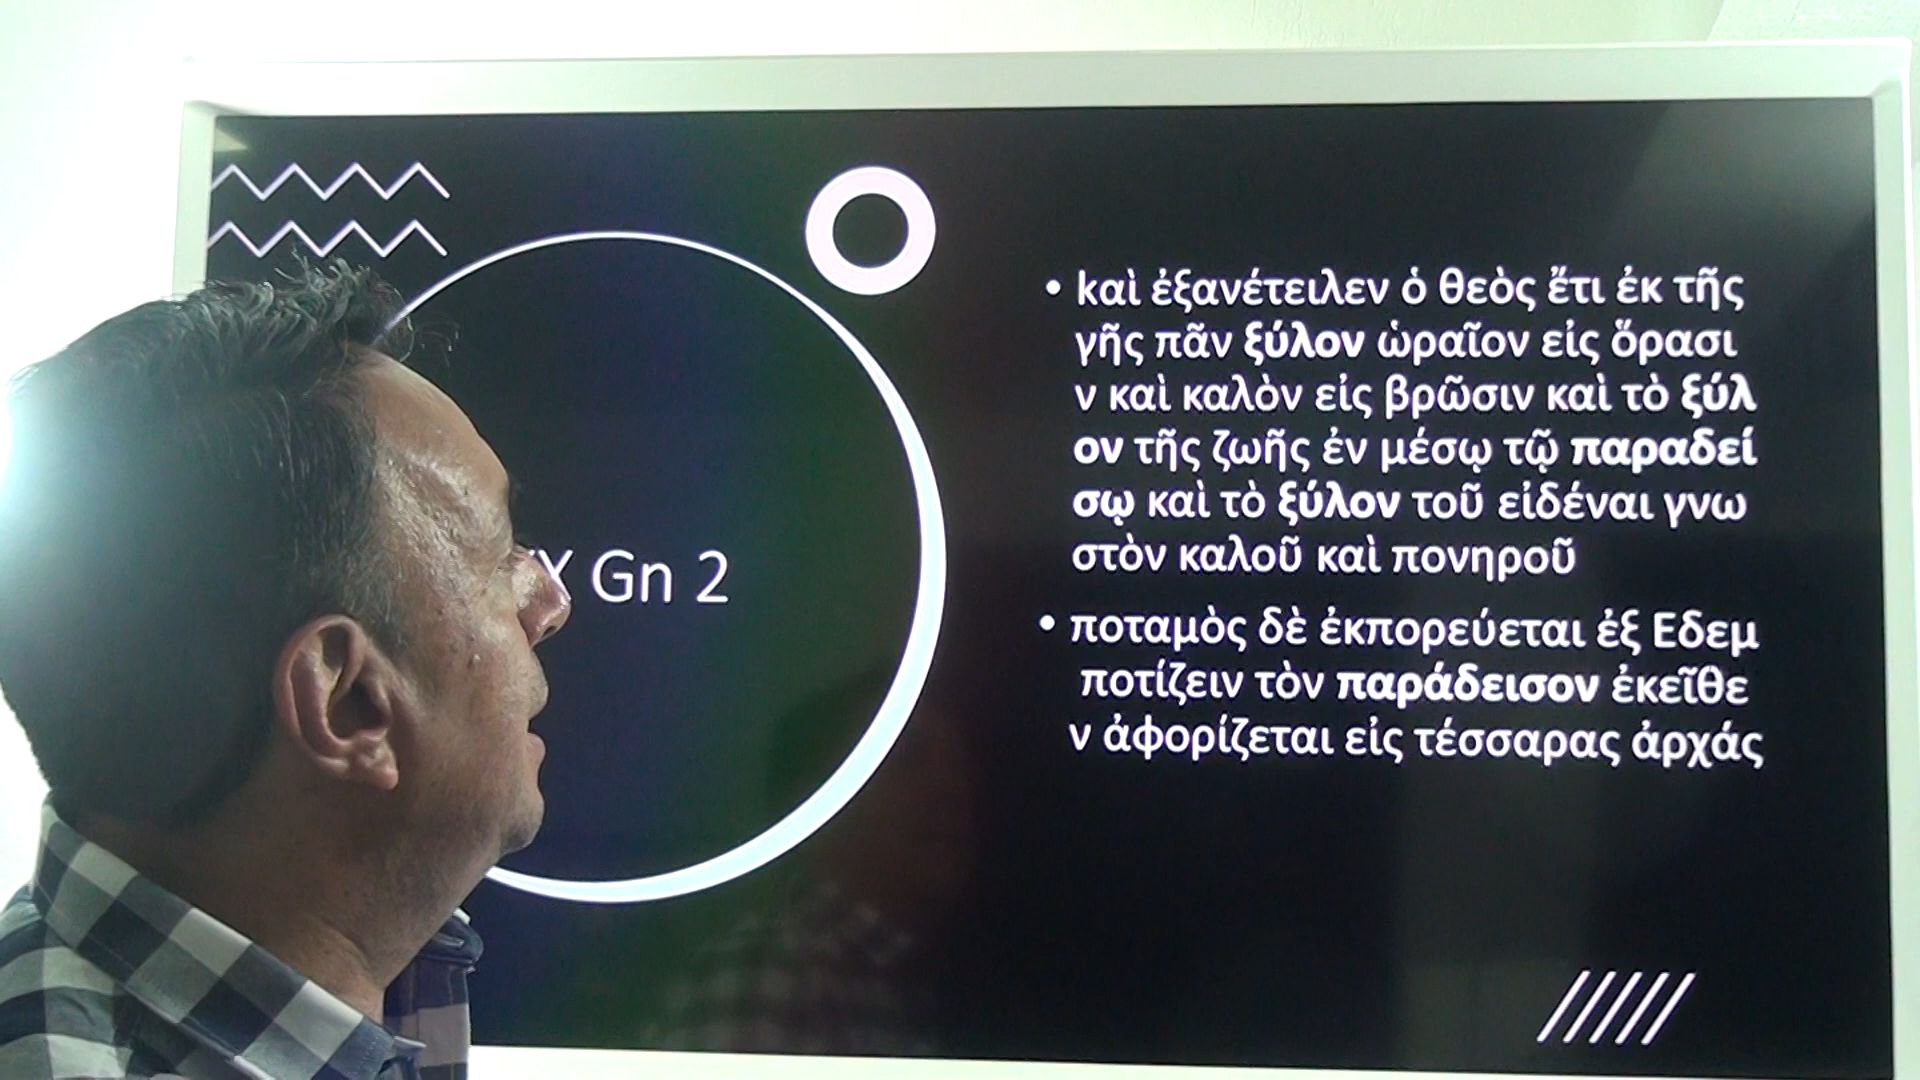 X Gn 2
• kαὶ ἐξανέτειλεν ὁ θεὸς ἔτι ἐκ τῆς
γῆς πᾶν ξύλον ὡραῖον εἰς ὅρασι
ν καὶ καλὸν εἰς βρῶσιν καὶ τὸ ξύλ
ον τῆς ζωῆς ἐν μέσῳ τῷ παραδεί
σῳ καὶ τὸ ξύλον τοῦ εἰδέναι γνω
στὸν καλοῦ καὶ πονηροῦ
• ποταμὸς δὲ ἐκπορεύεται ἐξ Εδεμ
ποτίζειν τὸν παράδεισον ἐκεῖθε
ν ἀφορίζεται εἰς τέσσαρας ἀρχάς